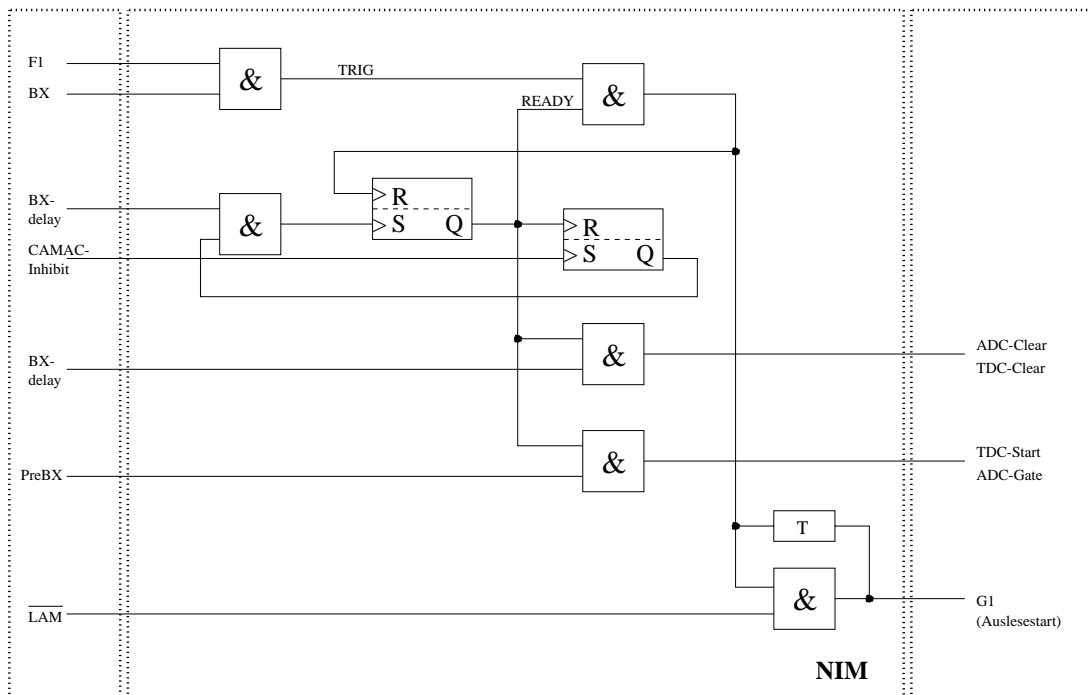 F1
&
TRIG
BX
&
READY
R
S Q
BX-
delay
&
R
S Q
CAMAC-
Inhibit
BX-
delay
&
ADC-Clear
TDC-Clear
PreBX
&
TDC-Start
ADC-Gate
T
&
LAM
G1
(Auslesestart)
NIM